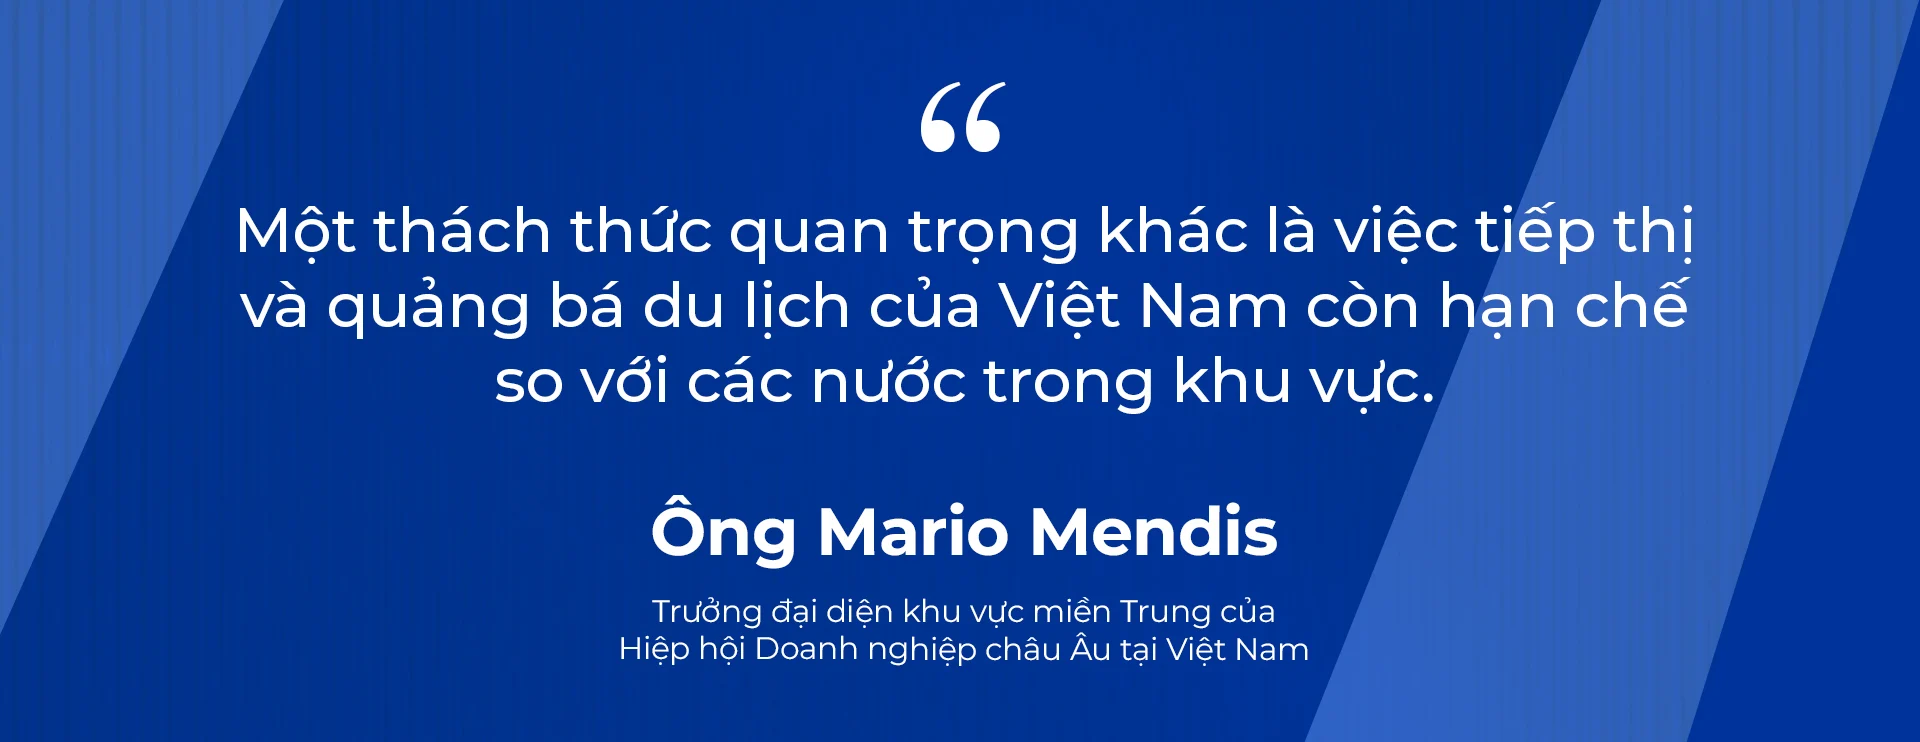 “
Một thách thức quan trọng khác là việc tiếp thị
và quảng bá du lịch của Việt Nam còn hạn chế
so với các nước trong khu vực.
Ông Mario Mendis
Trưởng đại diện khu vực miền Trung của
Hiệp hội Doanh nghiệp châu Âu tại Việt Nam